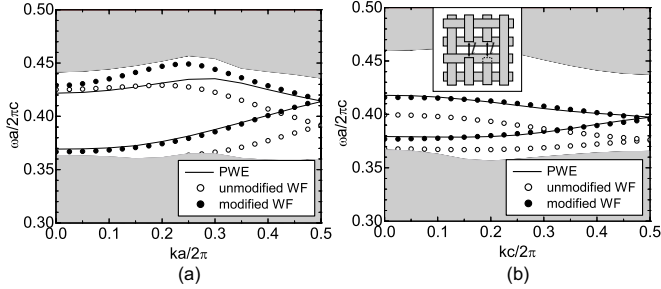 0.50
0.45
0.40
0.35
0.30
ωa/2πc
0.0 0.1 0.2 0.3 0.4 0.5
ka/2π
PWE
unmodified WF
modified WF
(a)
0.50
0.45
0.40
0.35
0.30
ωa/2πc
0.0 0.1 0.2 0.3 0.4 0.5
kc/2π
PWE
unmodified WF
modified WF
(b)